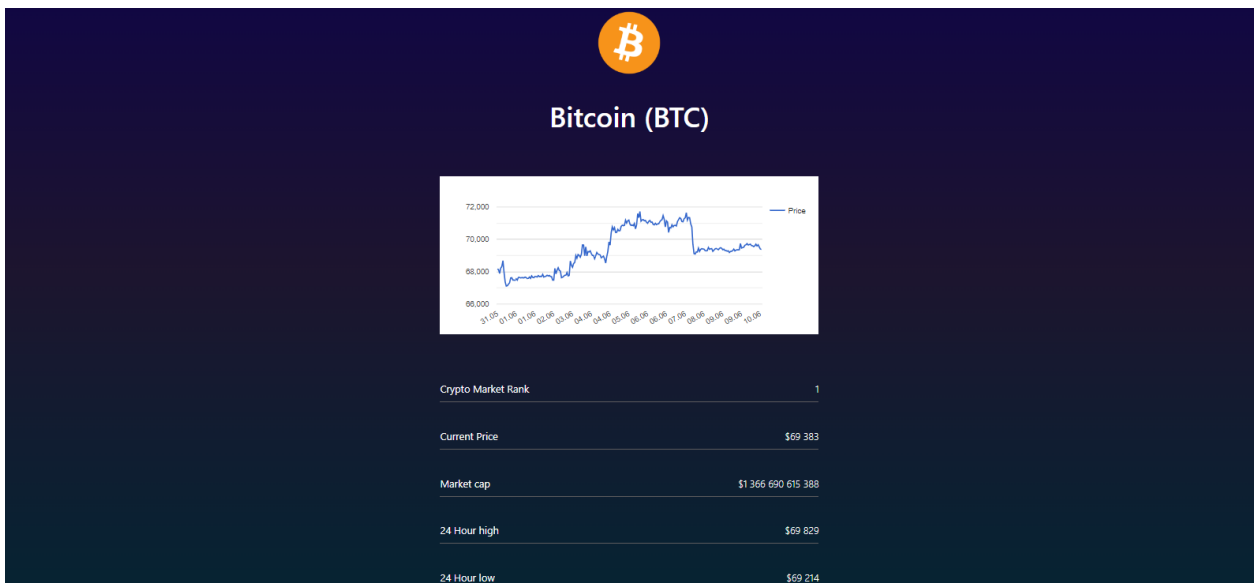 Bitcoin (BTC)
72,000
70,000
68,000
66,000
Price
31.05 01.06 01.06 02.06 03.06 04.06 04.06 05.06 06.06 06.06 07.06 08.06 09.06 09.06 10.06
Crypto Market Rank 1
Current Price $69 383
Market cap $1 366 690 615 388
24 Hour high $69 829
24 Hour low $69 214